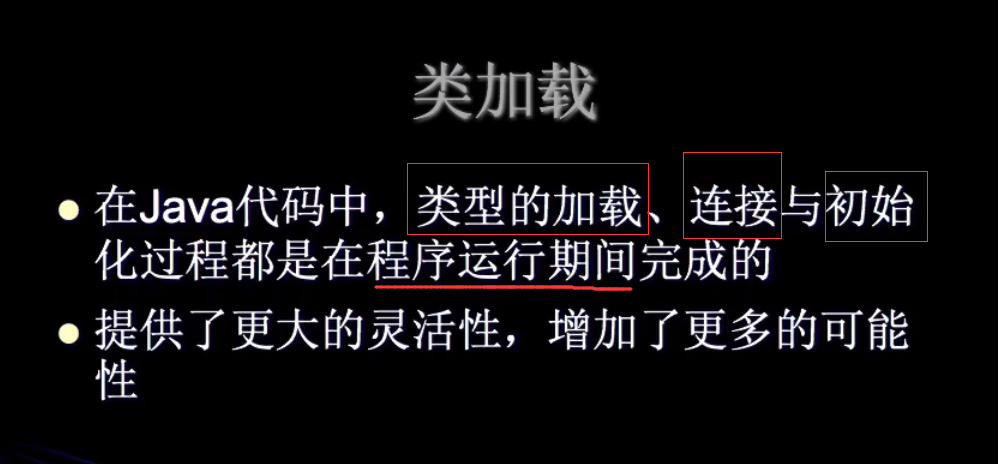 类加载
在Java代码中，类型的加载、连接与初始
化过程都是在程序运行期间完成的
提供了更大的灵活性，增加了更多的可能
性